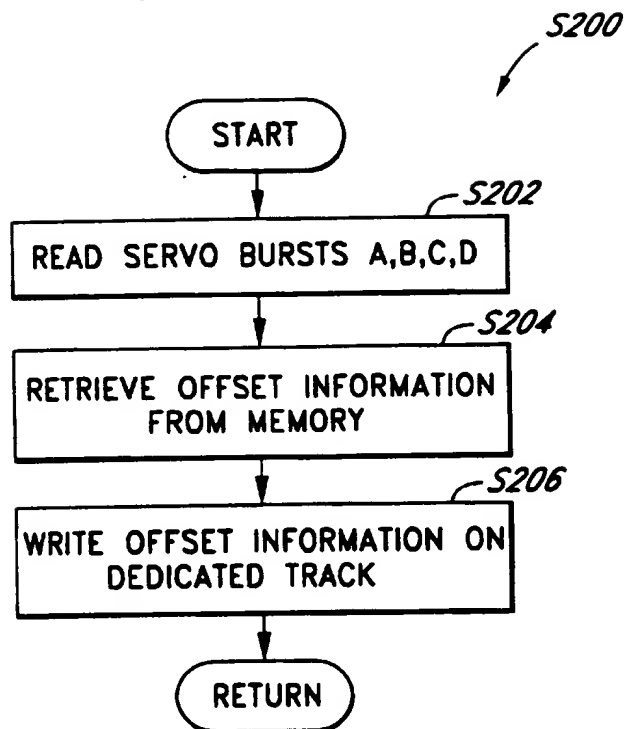 S200
START
S202
READ SERVO BURSTS A,B,C,D
S204
RETRIEVE OFFSET INFORMATION
FROM MEMORY
S206
WRITE OFFSET INFORMATION ON
DEDICATED TRACK
RETURN